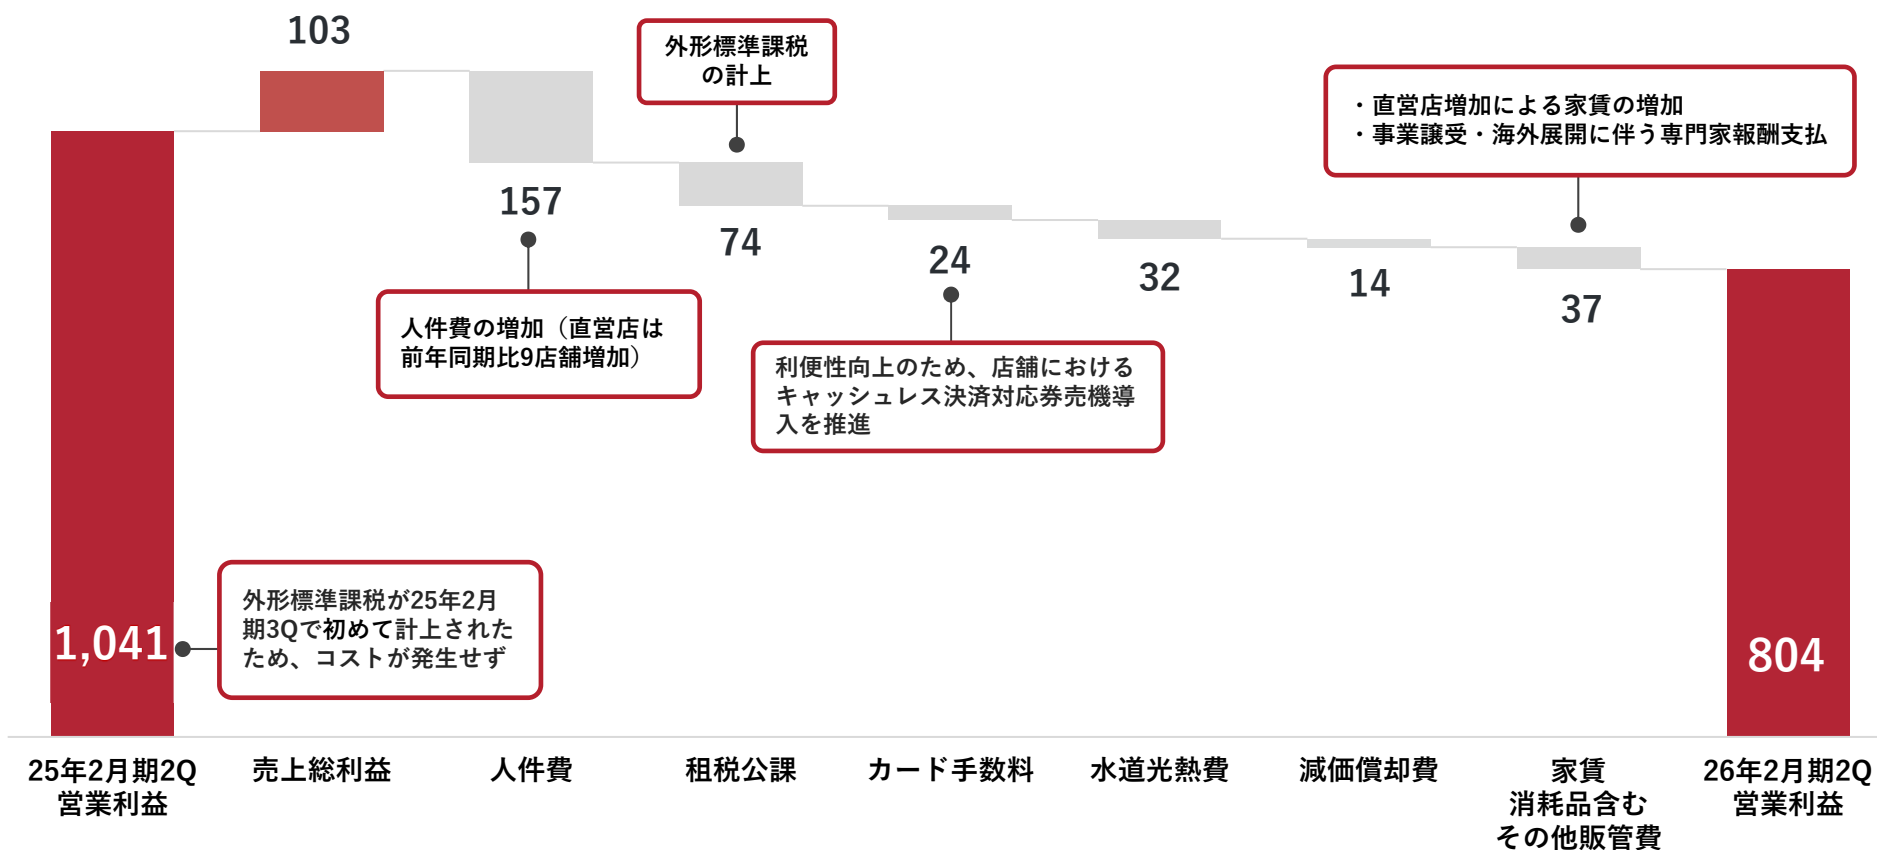 103
外形標準課税
の計上
・直営店増加による家賃の増加
・事業譲受・海外展開に伴う専門家報酬支払
157
74
24
32
14
37
人件費の増加（直営店は
前年同期比9店舗増加）
利便性向上のため、店舗における
キャッシュレス決済対応券売機導
入を推進
外形標準課税が25年2月
期3Qで初めて計上された
ため、コストが発生せず
1,041
804
25年2月期2Q
営業利益
売上総利益
人件費
租税公課
カード手数料
水道光熱費
減価償却費
家賃
消耗品含む
その他販管費
26年2月期2Q
営業利益